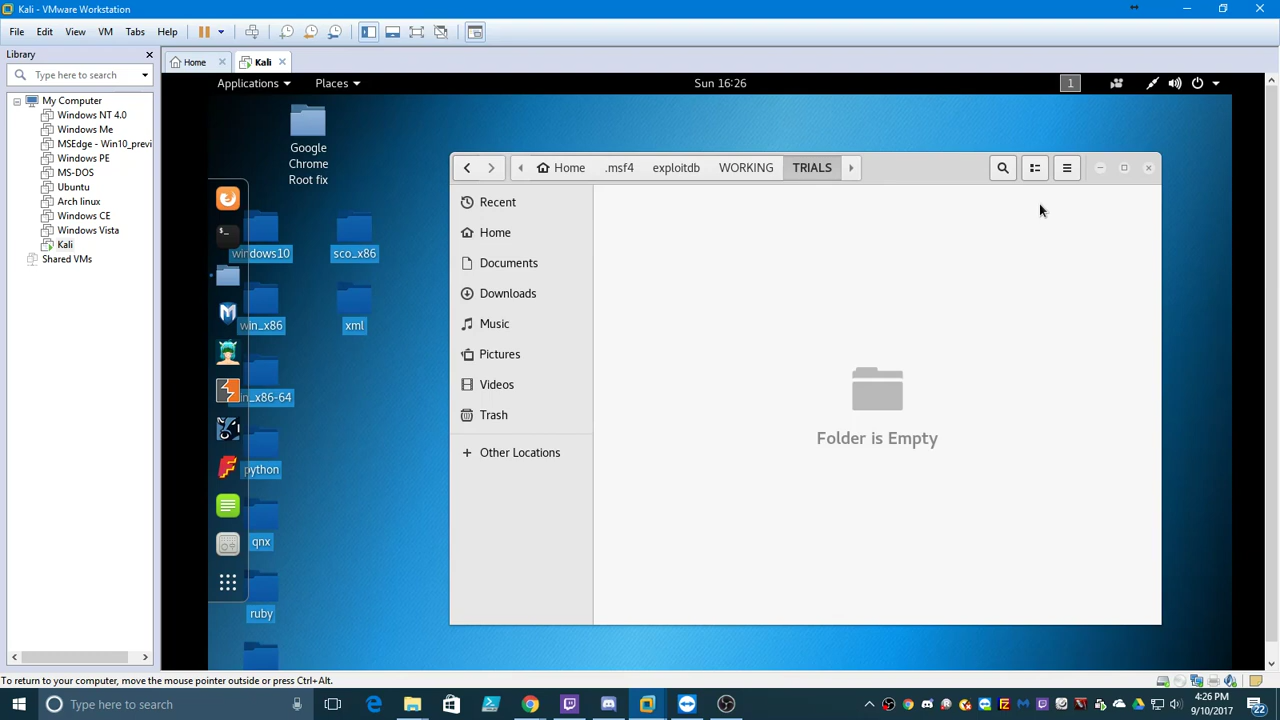 Kali - VMware Workstation
File Edit View VM Tabs Help
Library
Type here to search
My Computer
Windows NT 4.0
Windows Me
MSEdge - Win10_previ
Windows PE
MS-DOS
Ubuntu
Arch linux
Windows CE
Windows Vista
Kali
Shared VMs
Home
Kali
Applications
Places
Sun 16:26
1
Google
Chrome
Root fix
windows10
sco_x86
win_x86
xml
in_x86-64
python
qnx
ruby
Home
.msf4
exploitdb
WORKING
TRIALS
Recent
Home
Documents
Downloads
Music
Pictures
Videos
Trash
+ Other Locations
Folder is Empty
To return to your computer, move the mouse pointer outside or press Ctrl+Alt.
Type here to search
4:26 PM
9/10/2017
22